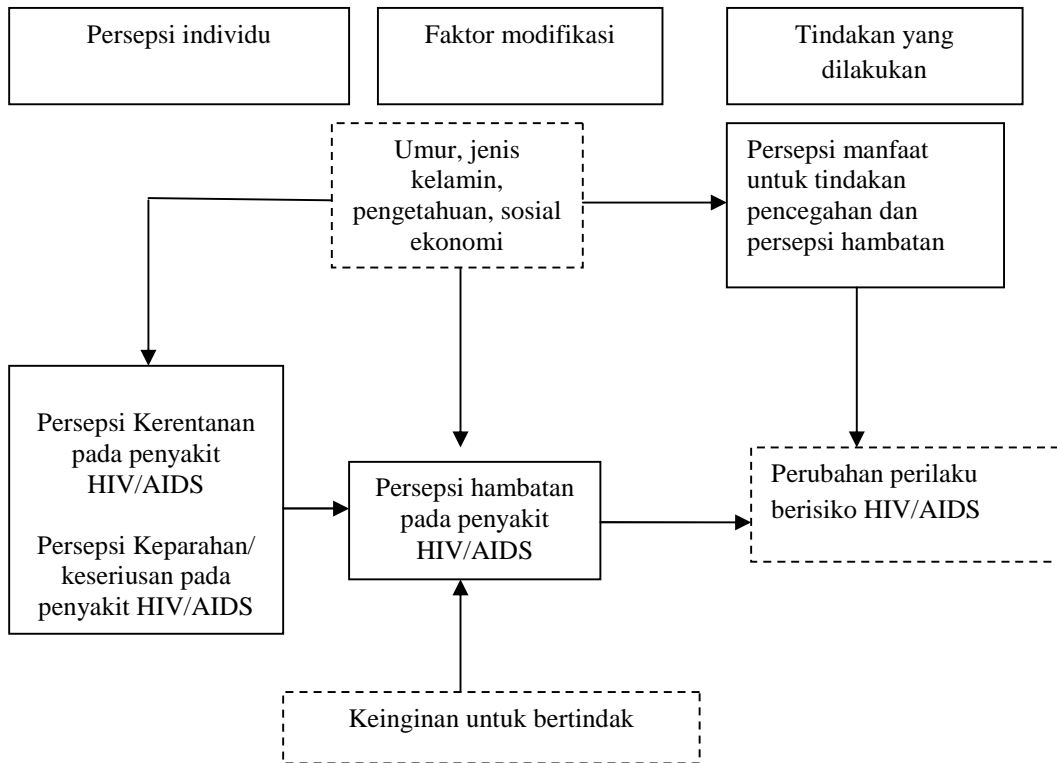 Persepsi individu
Faktor modifikasi
Tindakan yang
dilakukan
Umur, jenis
kelamin,
pengetahuan, sosial
ekonomi
Persepsi manfaat
untuk tindakan
pencegahan dan
persepsi hambatan
Persepsi Kerentanan
pada penyakit
HIV/AIDS
Persepsi Keparahan/
keseriusan pada
penyakit HIV/AIDS
Persepsi hambatan
pada penyakit
HIV/AIDS
Perubahan perilaku
berisiko HIV/AIDS
Keinginan untuk bertindak